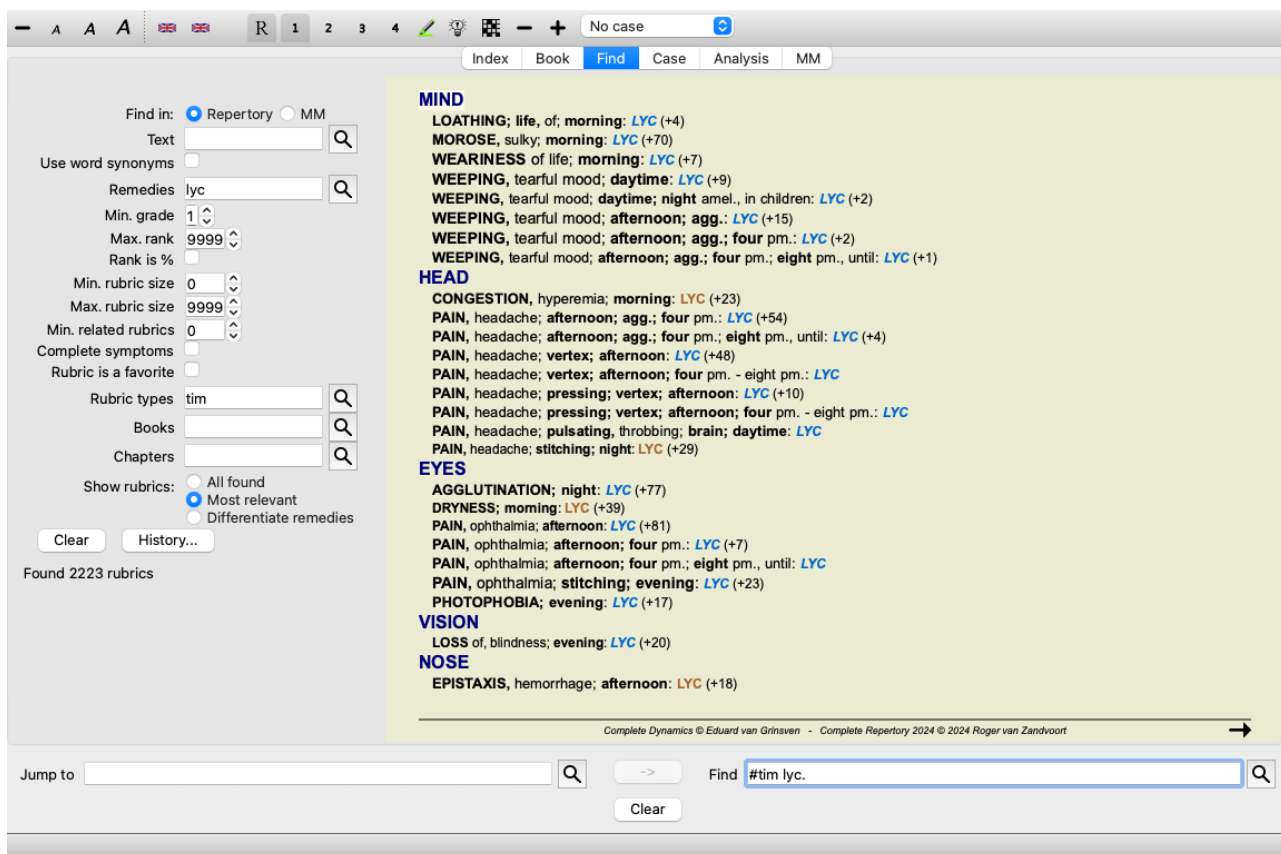 A A A R 1 2 3 4 No case
Index Book Find Case Analysis MM
Find in: Repertory MM
Text
Use word synonyms
Remedies lyc
Min. grade 1
Max. rank 9999
Rank is %
Min. rubric size 0
Max. rubric size 9999
Min. related rubrics 0
Complete symptoms
Rubric is a favorite
Rubric types tim
Books
Chapters
Show rubrics: All found
Most relevant
Differentiate remedies
Clear History...
Found 2223 rubrics
MIND
LOATHING; life, of; morning: LYC (+4)
MOROSE, sulky; morning: LYC (+70)
WEARINESS of life; morning: LYC (+7)
WEEPING, tearful mood; daytime: LYC (+9)
WEEPING, tearful mood; daytime; night amel., in children: LYC (+2)
WEEPING, tearful mood; afternoon; agg.: LYC (+15)
WEEPING, tearful mood; afternoon; agg.; four pm.: LYC (+2)
WEEPING, tearful mood; afternoon; agg.; four pm.; eight pm., until: LYC (+1)
HEAD
CONGESTION, hyperemia; morning: LYC (+23)
PAIN, headache; afternoon; agg.; four pm.: LYC (+54)
PAIN, headache; afternoon; agg.; four pm.; eight pm., until: LYC (+4)
PAIN, headache; vertex; afternoon: LYC (+48)
PAIN, headache; vertex; afternoon; four pm. - eight pm.: LYC
PAIN, headache; pressing; vertex; afternoon: LYC (+10)
PAIN, headache; pressing; vertex; afternoon; four pm. - eight pm.: LYC
PAIN, headache; pulsating, throbbing; brain; daytime: LYC
PAIN, headache; stitching; night: LYC (+29)
EYES
AGGLUTINATION; night: LYC (+77)
DRYNESS; morning: LYC (+39)
PAIN, ophthalmia; afternoon: LYC (+81)
PAIN, ophthalmia; afternoon; four pm.: LYC (+7)
PAIN, ophthalmia; afternoon; four pm.; eight pm., until: LYC
PAIN, ophthalmia; stitching; evening: LYC (+23)
PHOTOPHOBIA; evening: LYC (+17)
VISION
LOSS of, blindness; evening: LYC (+20)
NOSE
EPISTAXIS, hemorrhage; afternoon: LYC (+18)
Complete Dynamics © Eduard van Grinsven - Complete Repertory 2024 © 2024 Roger van Zandvoort
Jump to -> Find #tim lyc.
Clear